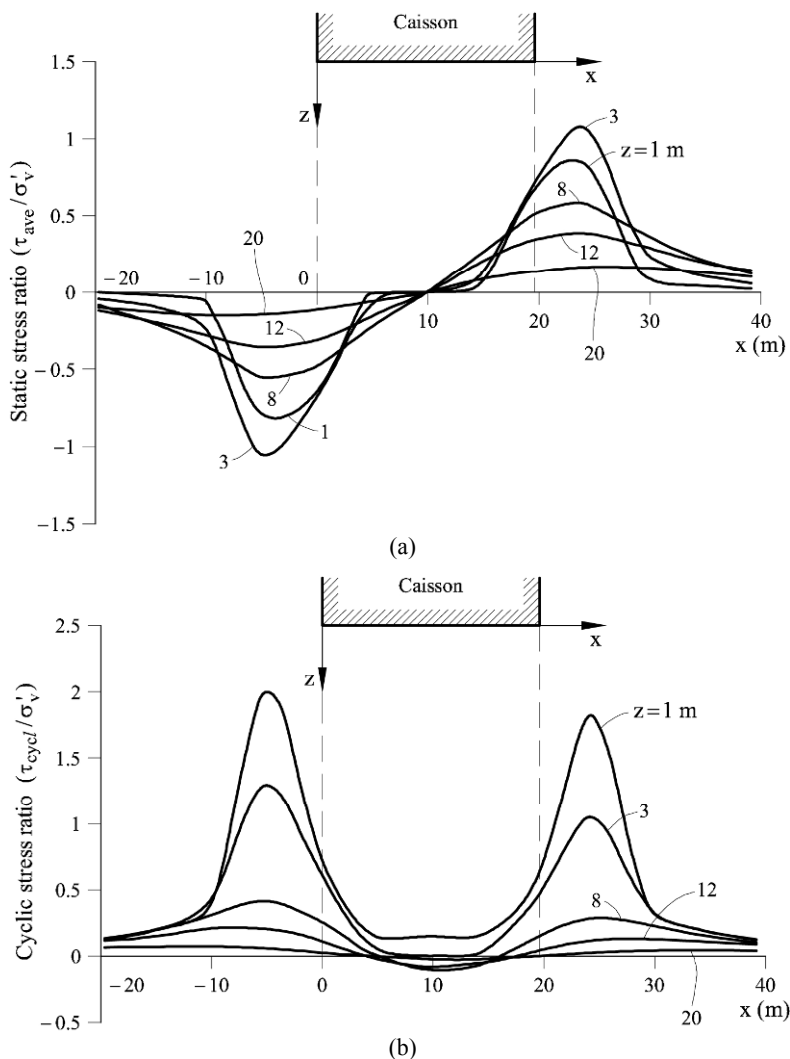 Caisson
x
z
1.5
1
0.5
0
−0.5
−1
−1.5
Static stress ratio (τave/σ'v)
3
z=1 m
8
12
20
20
−20
−10
0
10
20
30
40
x (m)
12
8
1
3
(a)
Caisson
x
z
2.5
2
1.5
1
0.5
0
−0.5
Cyclic stress ratio (τcycl/σ'v)
z=1 m
3
8
12
20
−20
−10
0
10
20
30
40
x (m)
(b)